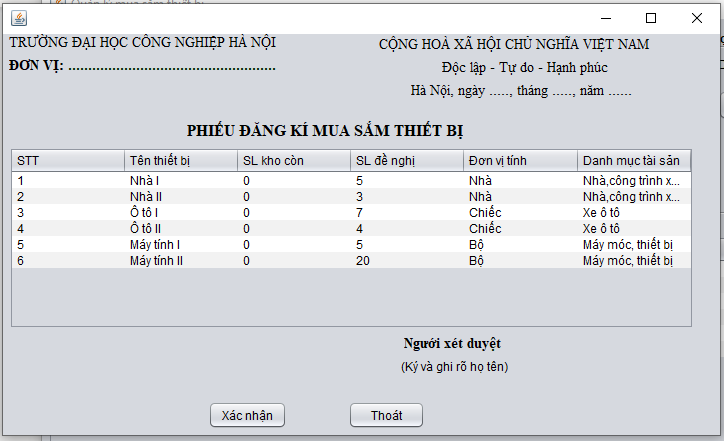 Quản lí mua sắm thiết bị
TRƯỜNG ĐẠI HỌC CÔNG NGHIỆP HÀ NỘI
CỘNG HOÀ XÃ HỘI CHỦ NGHĨA VIỆT NAM
ĐƠN VỊ: ....................................................
Độc lập - Tự do - Hạnh phúc
Hà Nội, ngày ....., tháng ....., năm ......
PHIẾU ĐĂNG KÍ MUA SẮM THIẾT BỊ
STT Tên thiết bị SL kho còn SL đề nghị Đơn vị tính Danh mục tài sản
1 Nhà I 0 5 Nhà Nhà,công trình x...
2 Nhà II 0 3 Nhà Nhà,công trình x...
3 Ô tô I 0 7 Chiếc Xe ô tô
4 Ô tô II 0 4 Chiếc Xe ô tô
5 Máy tính I 0 5 Bộ Máy móc, thiết bị
6 Máy tính II 0 20 Bộ Máy móc, thiết bị
Người xét duyệt
(Ký và ghi rõ họ tên)
Xác nhận Thoát